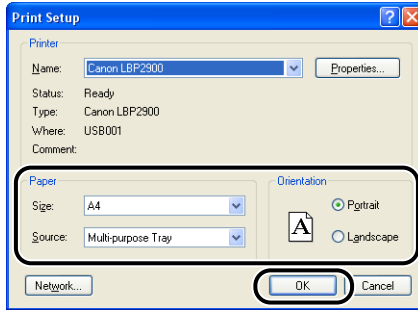 Print Setup
Printer
Name: Canon LBP2900 Properties...
Status: Ready
Type: Canon LBP2900
Where: USB001
Comment:
Paper Orientation
Size: A4 Portrait
A
Source: Multi-purpose Tray Landscape
Network... OK Cancel